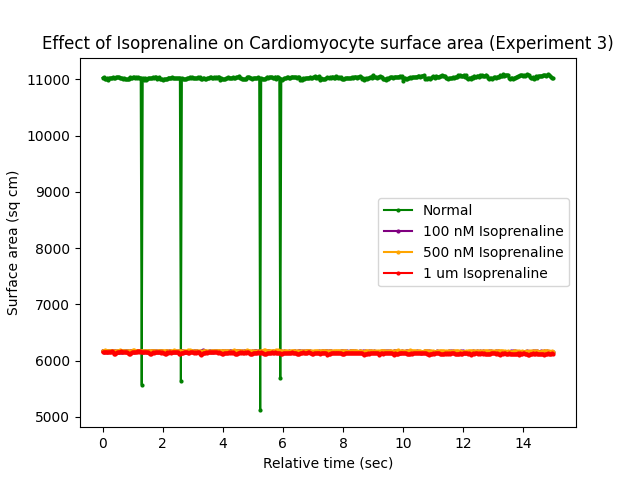 Effect of Isoprenaline on Cardiomyocyte surface area (Experiment 3)
11000
10000
9000
8000
7000
6000
5000
Surface area (sq cm)
Normal
100 nM Isoprenaline
500 nM Isoprenaline
1 um Isoprenaline
0 2 4 6 8 10 12 14
Relative time (sec)